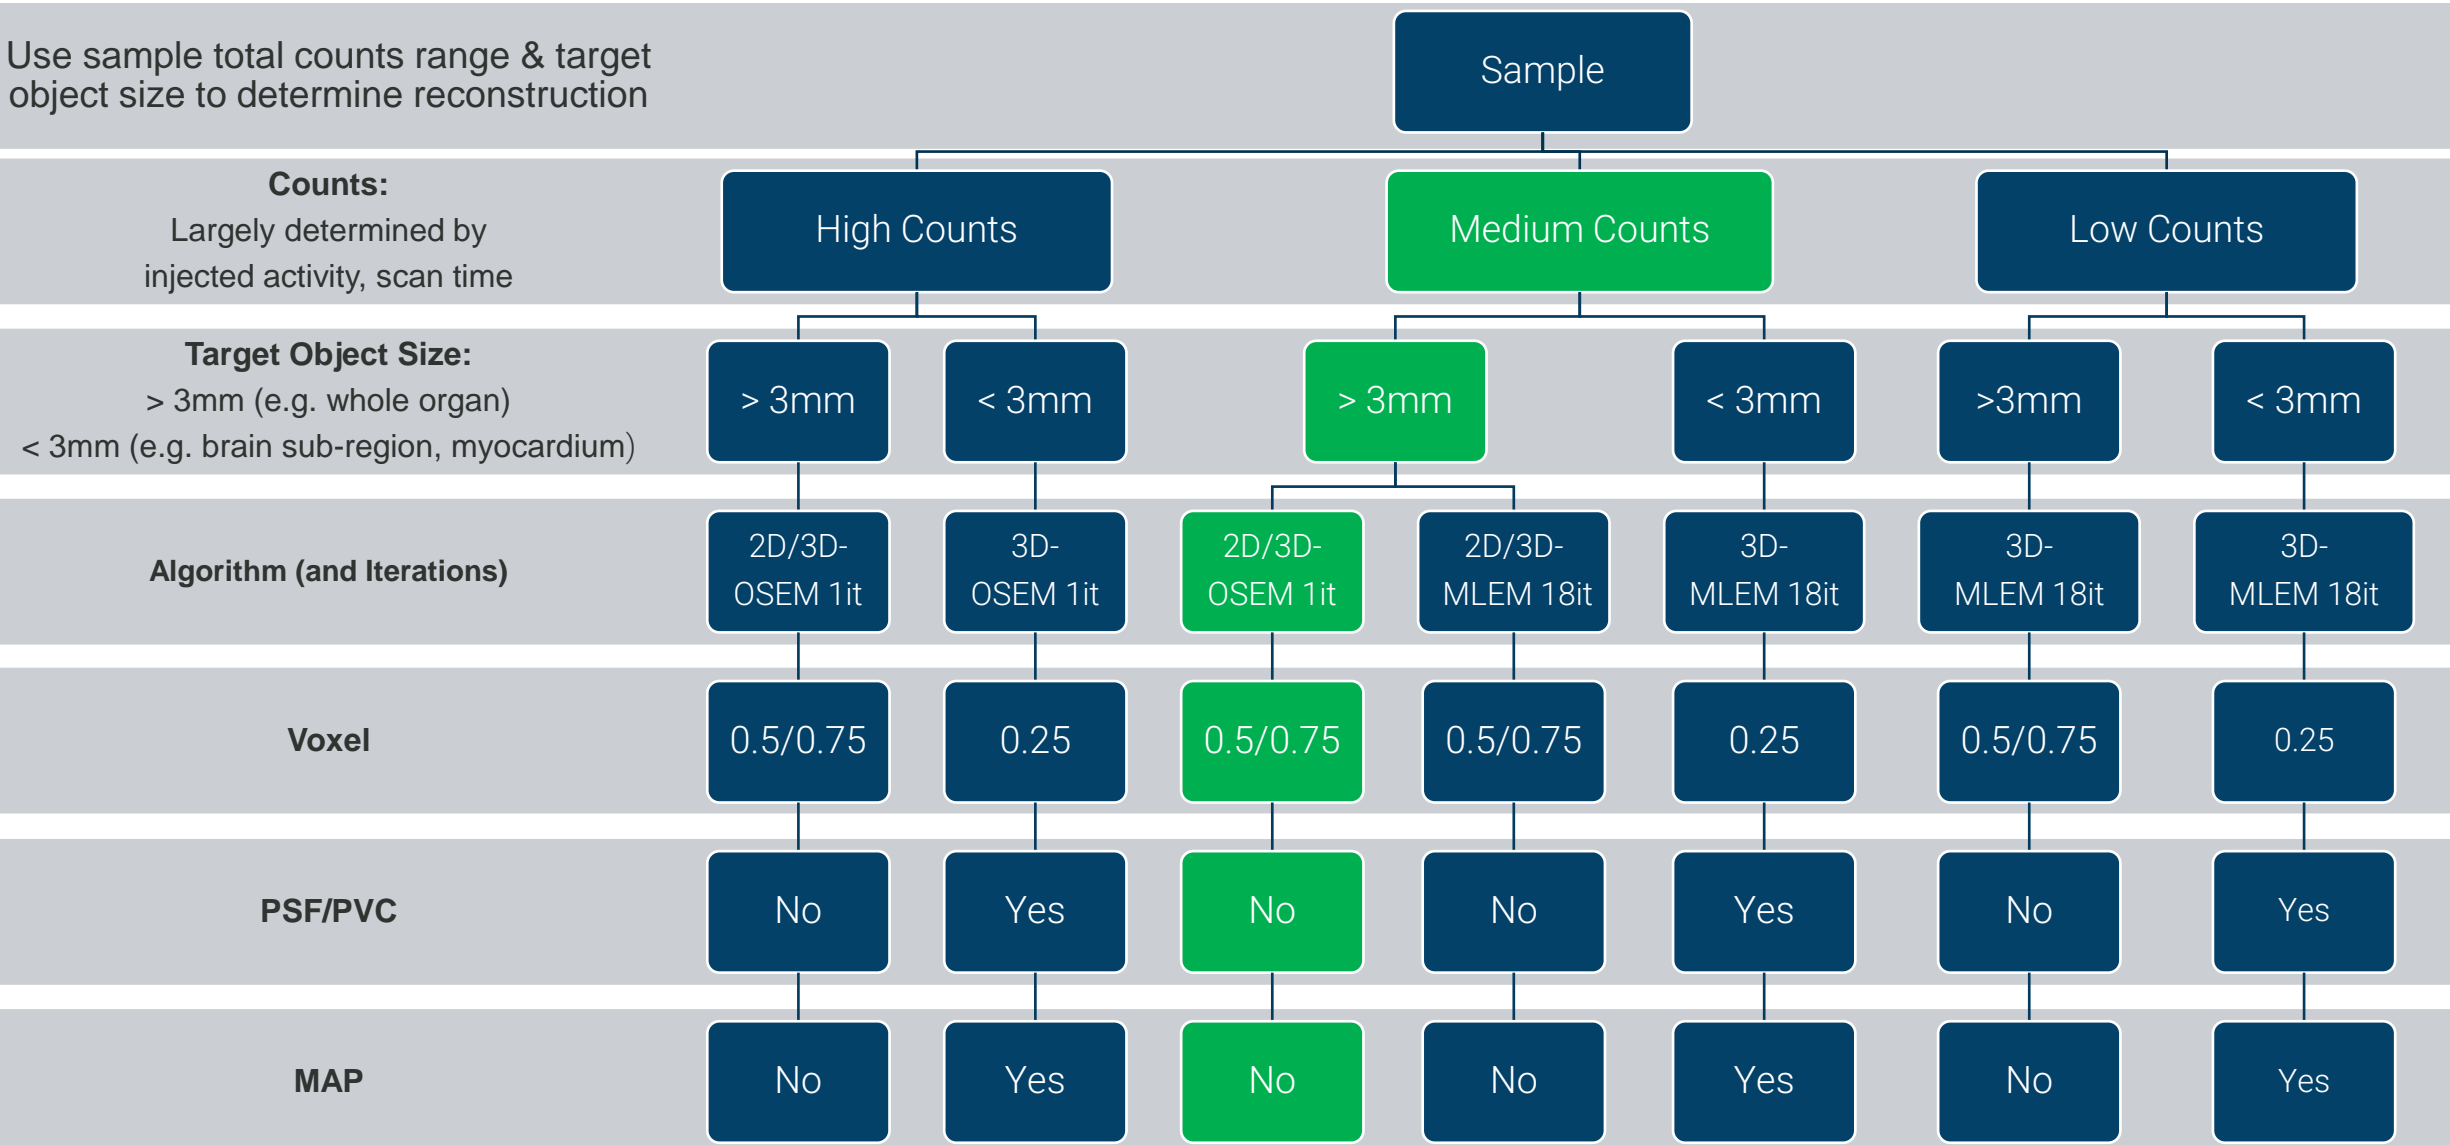 Use sample total counts range & target
object size to determine reconstruction
Sample
Counts:
Largely determined by
injected activity, scan time
High Counts
Medium Counts
Low Counts
Target Object Size:
> 3mm (e.g. whole organ)
< 3mm (e.g. brain sub-region, myocardium)
> 3mm
< 3mm
> 3mm
< 3mm
>3mm
< 3mm
Algorithm (and Iterations)
2D/3D-
OSEM 1it
3D-
OSEM 1it
2D/3D-
OSEM 1it
2D/3D-
MLEM 18it
3D-
MLEM 18it
3D-
MLEM 18it
3D-
MLEM 18it
Voxel
0.5/0.75
0.25
0.5/0.75
0.5/0.75
0.25
0.5/0.75
0.25
PSF/PVC
No
Yes
No
No
Yes
No
Yes
MAP
No
Yes
No
No
Yes
No
Yes